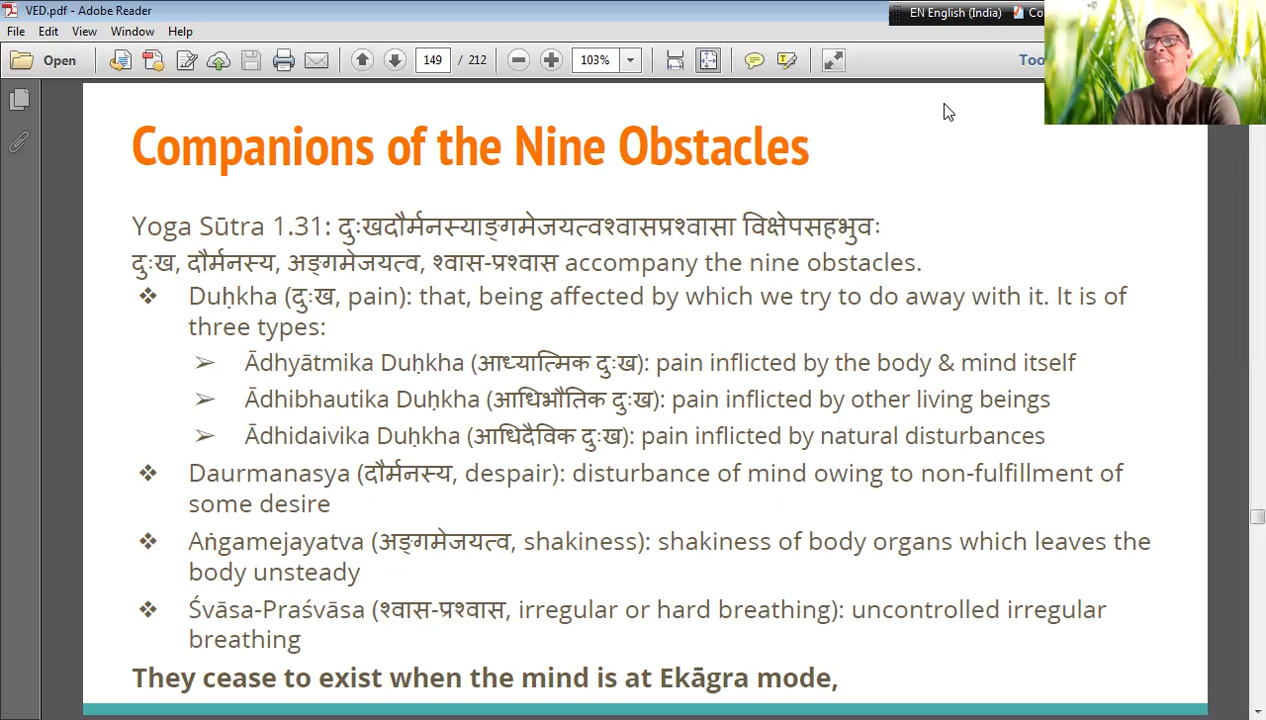 VED.pdf - Adobe Reader
EN English (India)
File Edit View Window Help
Open
149 / 212
103%
Companions of the Nine Obstacles
Yoga Sūtra 1.31: दुःखदौर्मनस्याङ्गमेजयत्वश्वासप्रश्वासा विक्षेपसहभुवः
दुःख, दौर्मनस्य, अङ्गमेजयत्व, श्वास-प्रश्वास accompany the nine obstacles.
❖ Duḥkha (दुःख, pain): that, being affected by which we try to do away with it. It is of
three types:
➢ Ādhyātmika Duḥkha (आध्यात्मिक दुःख): pain inflicted by the body & mind itself
➢ Ādhibhautika Duḥkha (आधिभौतिक दुःख): pain inflicted by other living beings
➢ Ādhidaivika Duḥkha (आधिदैविक दुःख): pain inflicted by natural disturbances
❖ Daurmanasya (दौर्मनस्य, despair): disturbance of mind owing to non-fulfillment of
some desire
❖ Aṅgamejayatva (अङ्गमेजयत्व, shakiness): shakiness of body organs which leaves the
body unsteady
❖ Śvāsa-Praśvāsa (श्वास-प्रश्वास, irregular or hard breathing): uncontrolled irregular
breathing
They cease to exist when the mind is at Ekāgra mode,